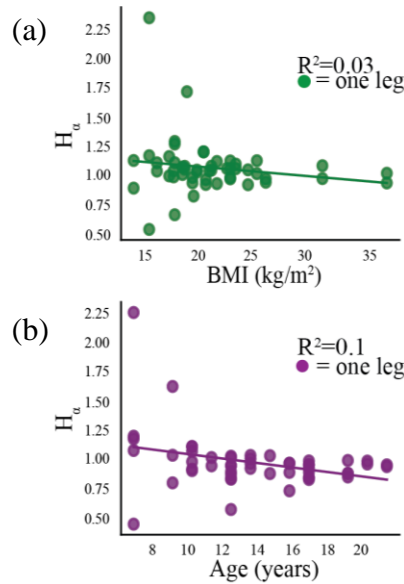 (a)
2.25
2.00
1.75
1.50
1.25
1.00
0.75
0.50
Hα
R²=0.03
= one leg
15 20 25 30 35
BMI (kg/m²)
(b)
2.25
2.00
1.75
1.50
1.25
1.00
0.75
0.50
Hα
R²=0.1
= one leg
8 10 12 14 16 18 20
Age (years)